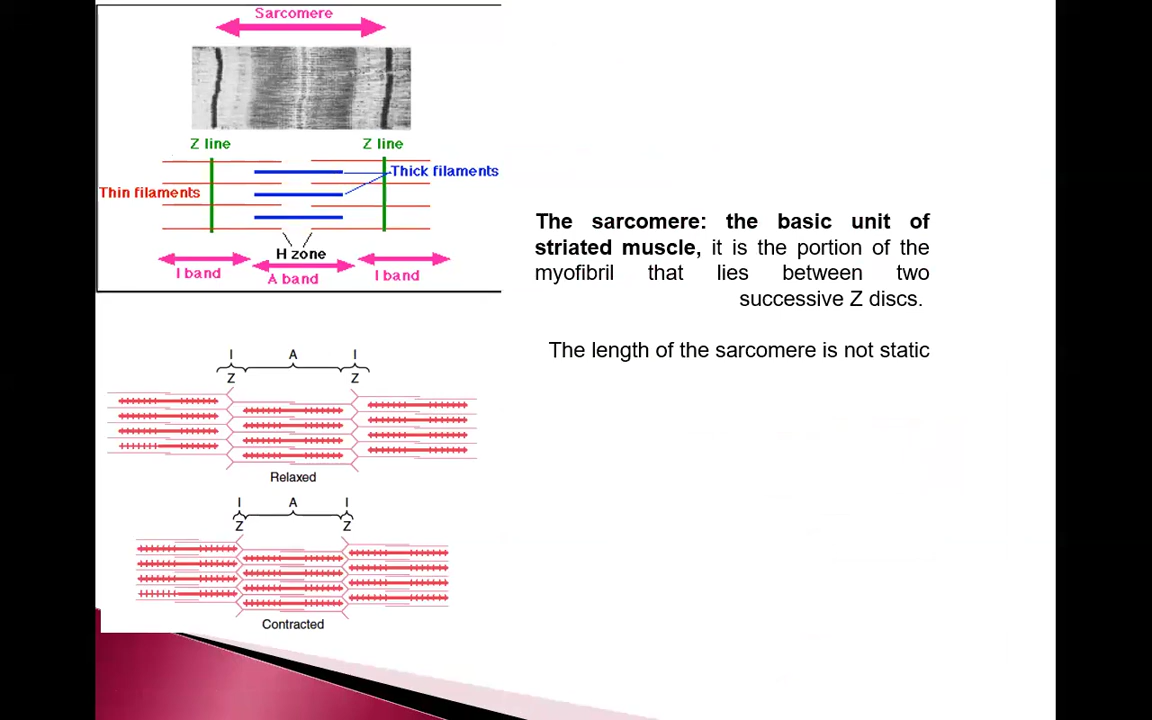 Sarcomere
Z line Z line
Thick filaments
Thin filaments
H zone
I band A band I band
The sarcomere: the basic unit of
striated muscle, it is the portion of the
myofibril that lies between two
successive Z discs.
The length of the sarcomere is not static
I A I
Z Z
Relaxed
I A I
Z Z
Contracted